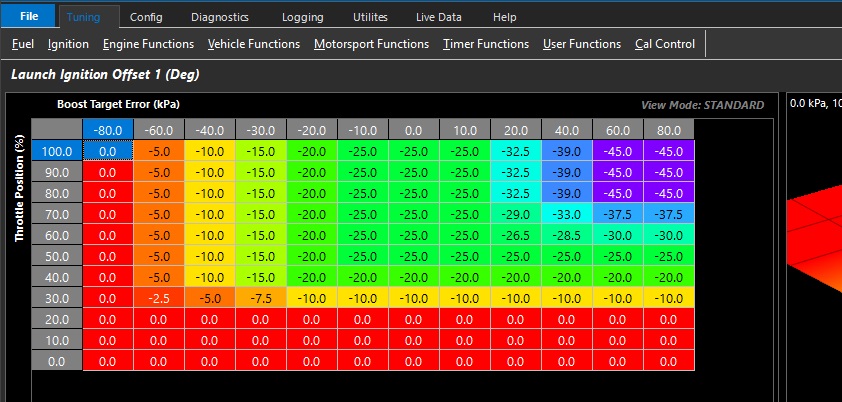 File Tuning Config Diagnostics Logging Utilites Live Data Help
Fuel Ignition Engine Functions Vehicle Functions Motorsport Functions Timer Functions User Functions Cal Control
Launch Ignition Offset 1 (Deg)
Boost Target Error (kPa) View Mode: STANDARD 0.0 kPa, 10
Throttle Position (%)
-80.0 -60.0 -40.0 -30.0 -20.0 -10.0 0.0 10.0 20.0 40.0 60.0 80.0
100.0 0.0 -5.0 -10.0 -15.0 -20.0 -25.0 -25.0 -25.0 -32.5 -39.0 -45.0 -45.0
90.0 0.0 -5.0 -10.0 -15.0 -20.0 -25.0 -25.0 -25.0 -32.5 -39.0 -45.0 -45.0
80.0 0.0 -5.0 -10.0 -15.0 -20.0 -25.0 -25.0 -25.0 -32.5 -39.0 -45.0 -45.0
70.0 0.0 -5.0 -10.0 -15.0 -20.0 -25.0 -25.0 -25.0 -29.0 -33.0 -37.5 -37.5
60.0 0.0 -5.0 -10.0 -15.0 -20.0 -25.0 -25.0 -25.0 -26.5 -28.5 -30.0 -30.0
50.0 0.0 -5.0 -10.0 -15.0 -20.0 -25.0 -25.0 -25.0 -25.0 -25.0 -25.0 -25.0
40.0 0.0 -5.0 -10.0 -15.0 -20.0 -20.0 -20.0 -20.0 -20.0 -20.0 -20.0 -20.0
30.0 0.0 -2.5 -5.0 -7.5 -10.0 -10.0 -10.0 -10.0 -10.0 -10.0 -10.0 -10.0
20.0 0.0 0.0 0.0 0.0 0.0 0.0 0.0 0.0 0.0 0.0 0.0 0.0
10.0 0.0 0.0 0.0 0.0 0.0 0.0 0.0 0.0 0.0 0.0 0.0 0.0
0.0 0.0 0.0 0.0 0.0 0.0 0.0 0.0 0.0 0.0 0.0 0.0 0.0